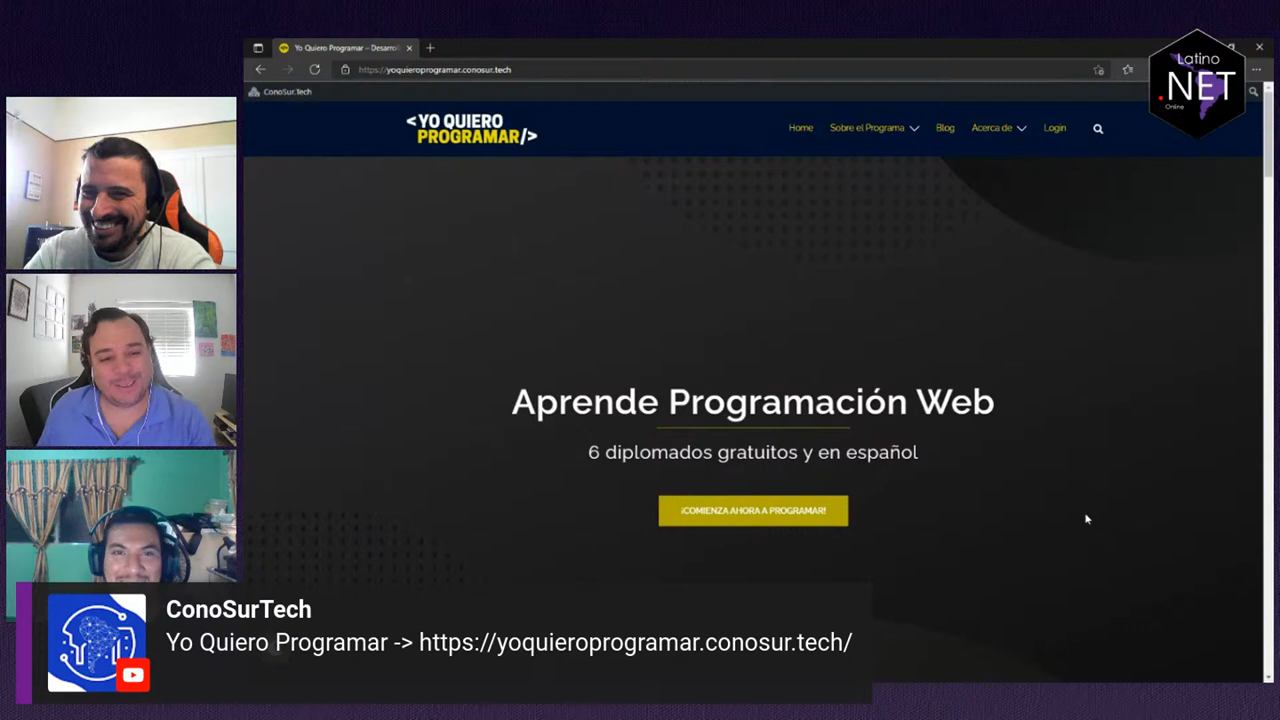 Yo Quiero Programar – Desarroll
https://yoquieroprogramar.conosur.tech
ConoSur.Tech
Latino
.NET
Online
<YO QUIERO
PROGRAMAR/>
Home
Sobre el Programa
Blog
Acerca de
Login
Aprende Programación Web
6 diplomados gratuitos y en español
¡COMIENZA AHORA A PROGRAMAR!
ConoSurTech
Yo Quiero Programar -> https://yoquieroprogramar.conosur.tech/